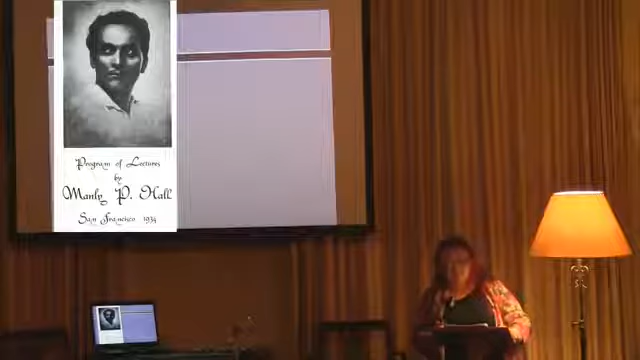 Program of Lectures
by
Manly P. Hall
San Francisco 1934